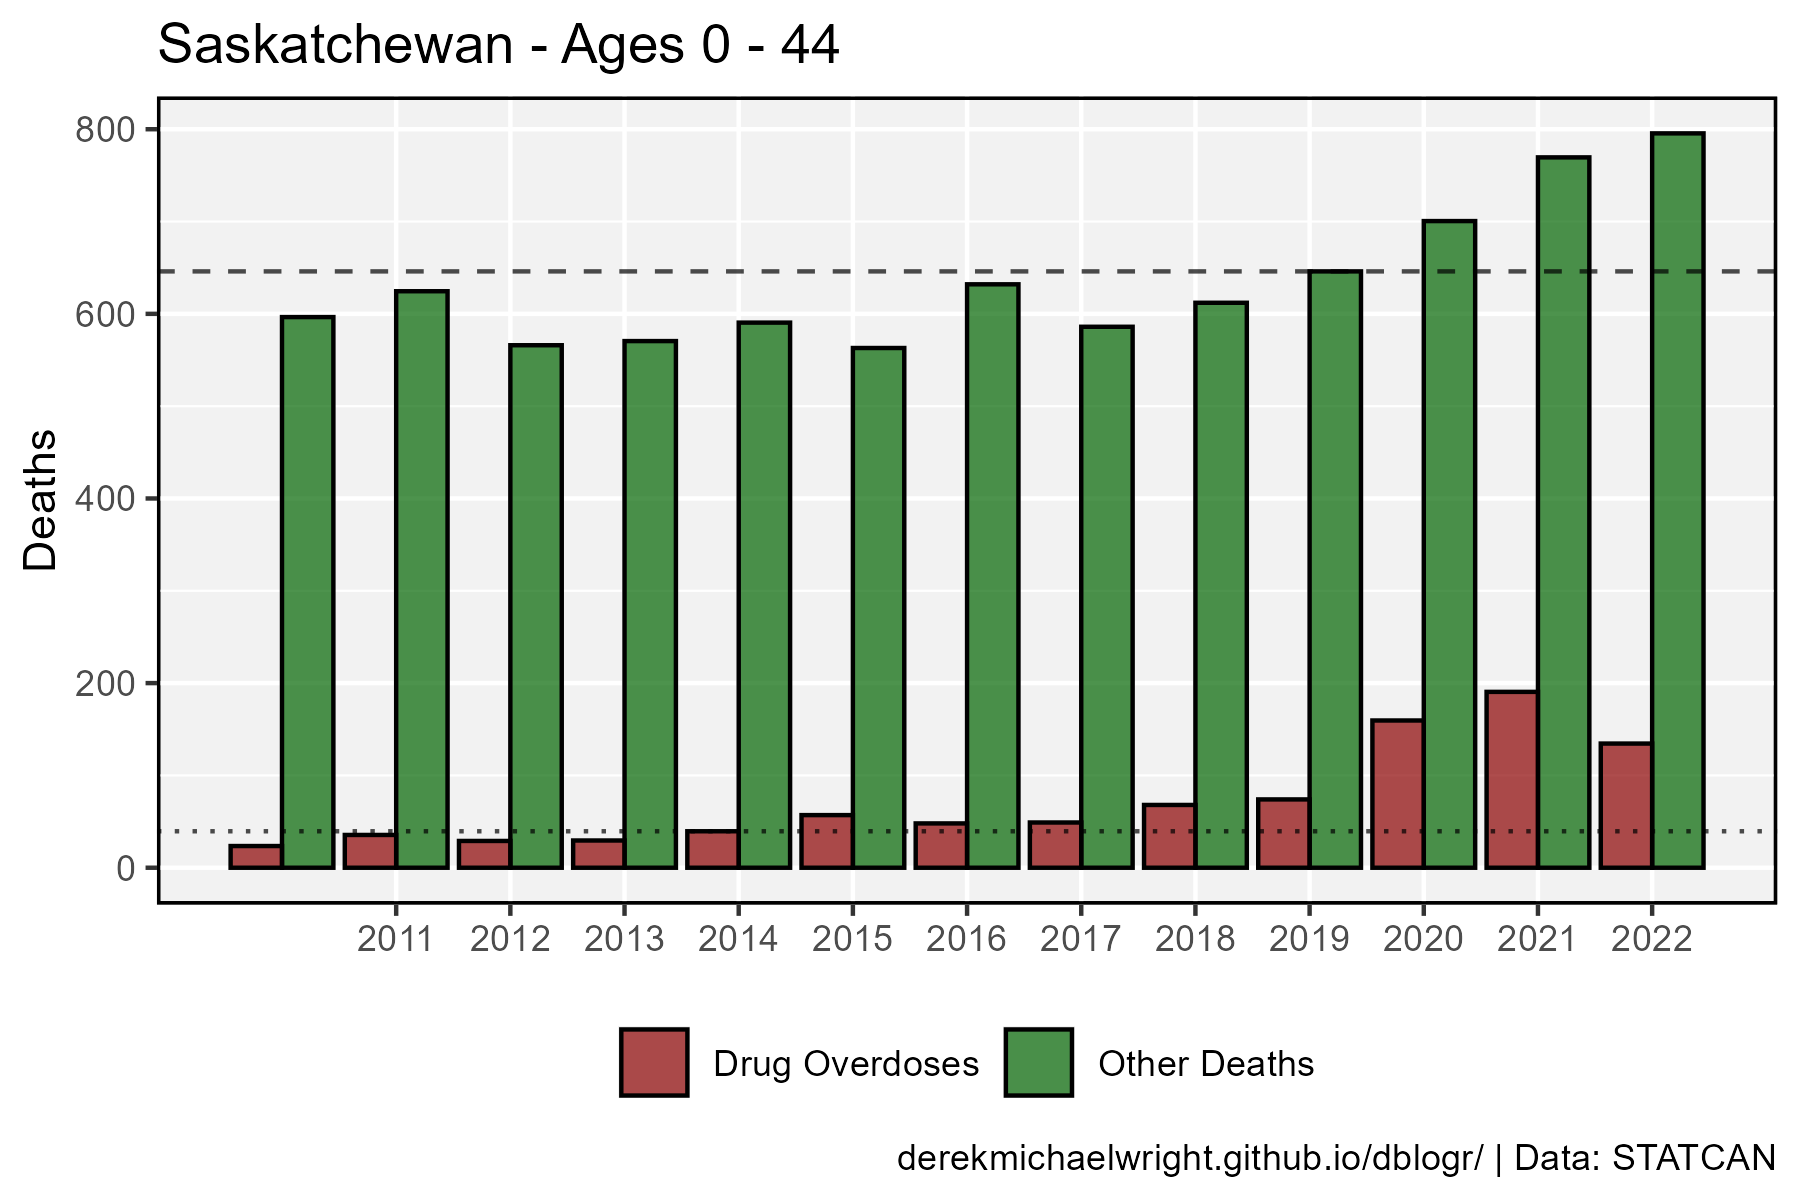 Saskatchewan - Ages 0 - 44
Deaths
800
600
400
200
0
2011 2012 2013 2014 2015 2016 2017 2018 2019 2020 2021 2022
Drug Overdoses Other Deaths
derekmichaelwright.github.io/dblogr/ | Data: STATCAN